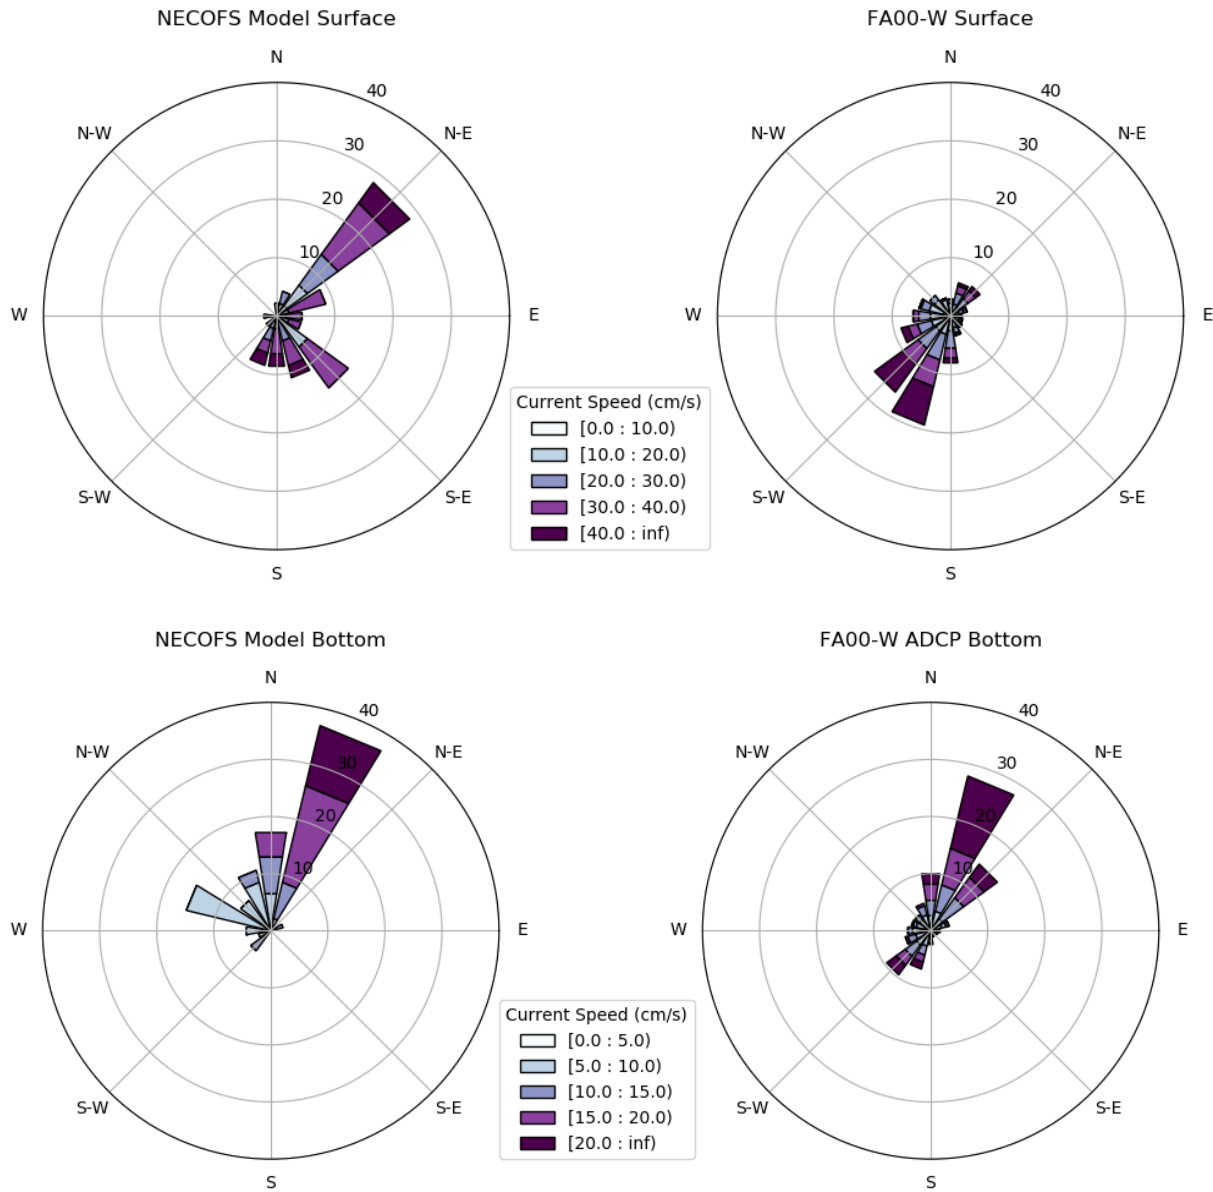 NECOFS Model Surface
FA00-W Surface
N
N
40
40
N-W
N-E
N-W
N-E
30
30
20
20
10
10
W
E
W
E
Current Speed (cm/s)
[0.0 : 10.0)
[10.0 : 20.0)
[20.0 : 30.0)
[30.0 : 40.0)
[40.0 : inf)
S-W
S-E
S-W
S-E
S
S
NECOFS Model Bottom
FA00-W ADCP Bottom
N
N
40
40
N-W
N-E
N-W
N-E
30
30
20
20
10
10
W
E
W
E
Current Speed (cm/s)
[0.0 : 5.0)
[5.0 : 10.0)
[10.0 : 15.0)
[15.0 : 20.0)
[20.0 : inf)
S-W
S-E
S-W
S-E
S
S